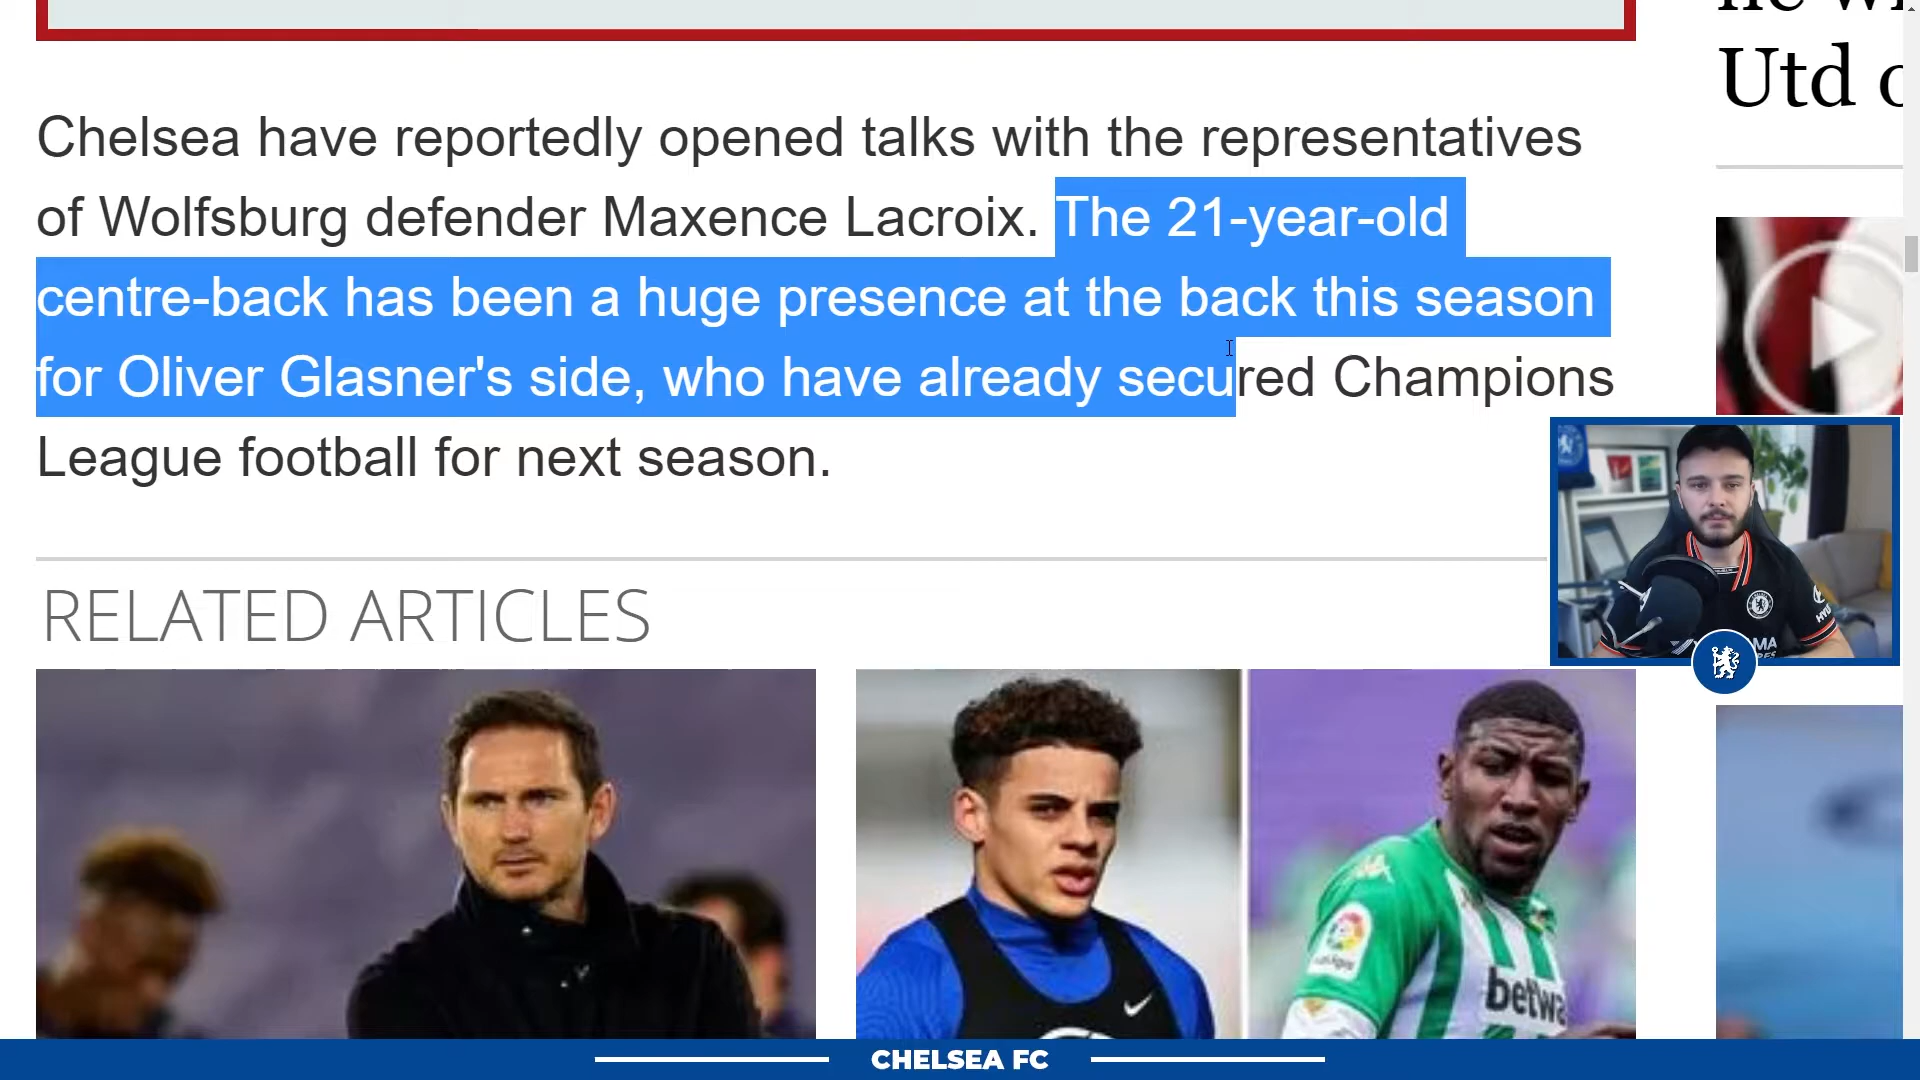 Utd
Chelsea have reportedly opened talks with the representatives
of Wolfsburg defender Maxence Lacroix. The 21-year-old
centre-back has been a huge presence at the back this season
for Oliver Glasner's side, who have already secured Champions
League football for next season.
RELATED ARTICLES
betwa
CHELSEA FC